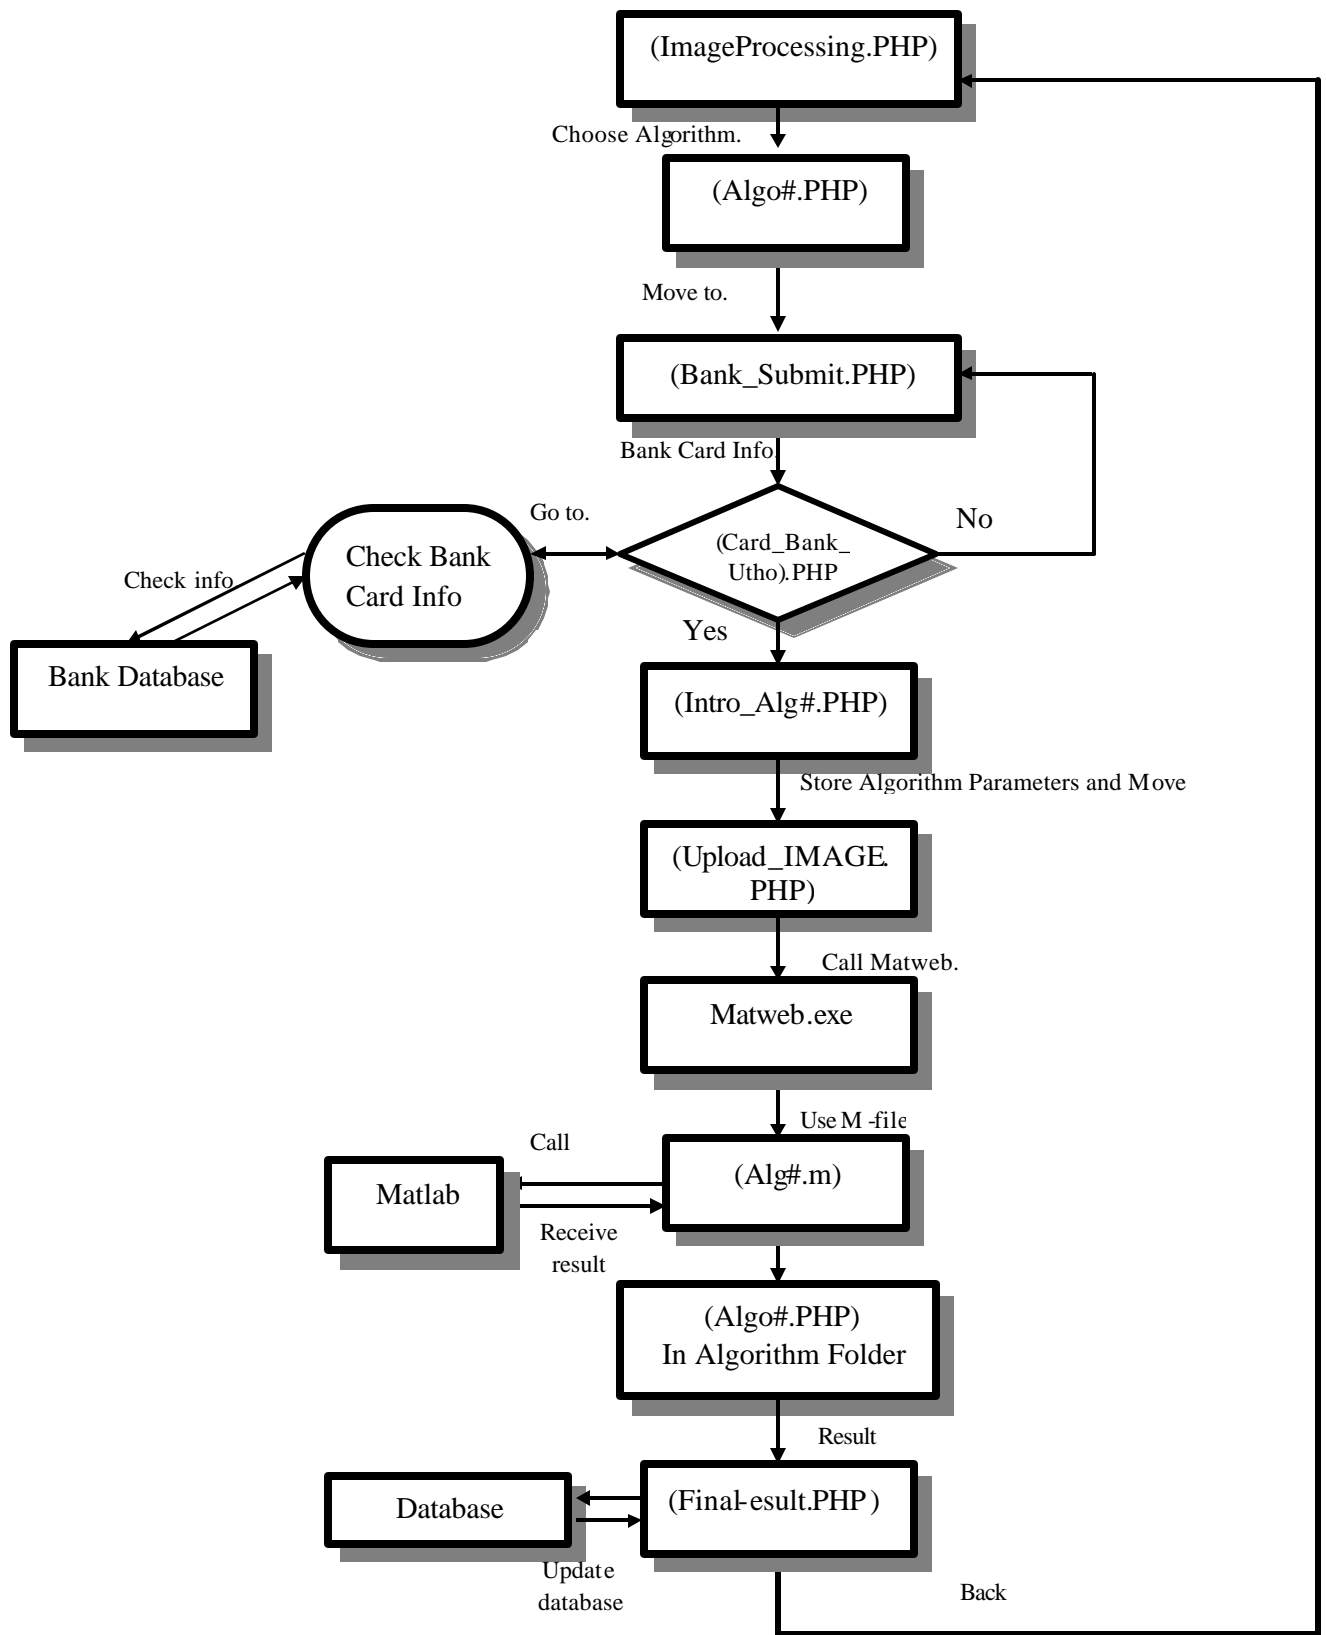 (ImageProcessing.PHP)
Choose Algorithm.
(Algo#.PHP)
Move to.
(Bank_Submit.PHP)
Bank Card Info.
No
Go to.
(Card_Bank_
Utho).PHP
Check Bank
Card Info
Check info
Yes
Bank Database
(Intro_Alg#.PHP)
Store Algorithm Parameters and Move
(Upload_IMAGE.
PHP)
Call Matweb.
Matweb.exe
Use M -file
Call
(Alg#.m)
Matlab
Receive
result
(Algo#.PHP)
In Algorithm Folder
Result
(Final-esult.PHP)
Database
Update
database
Back